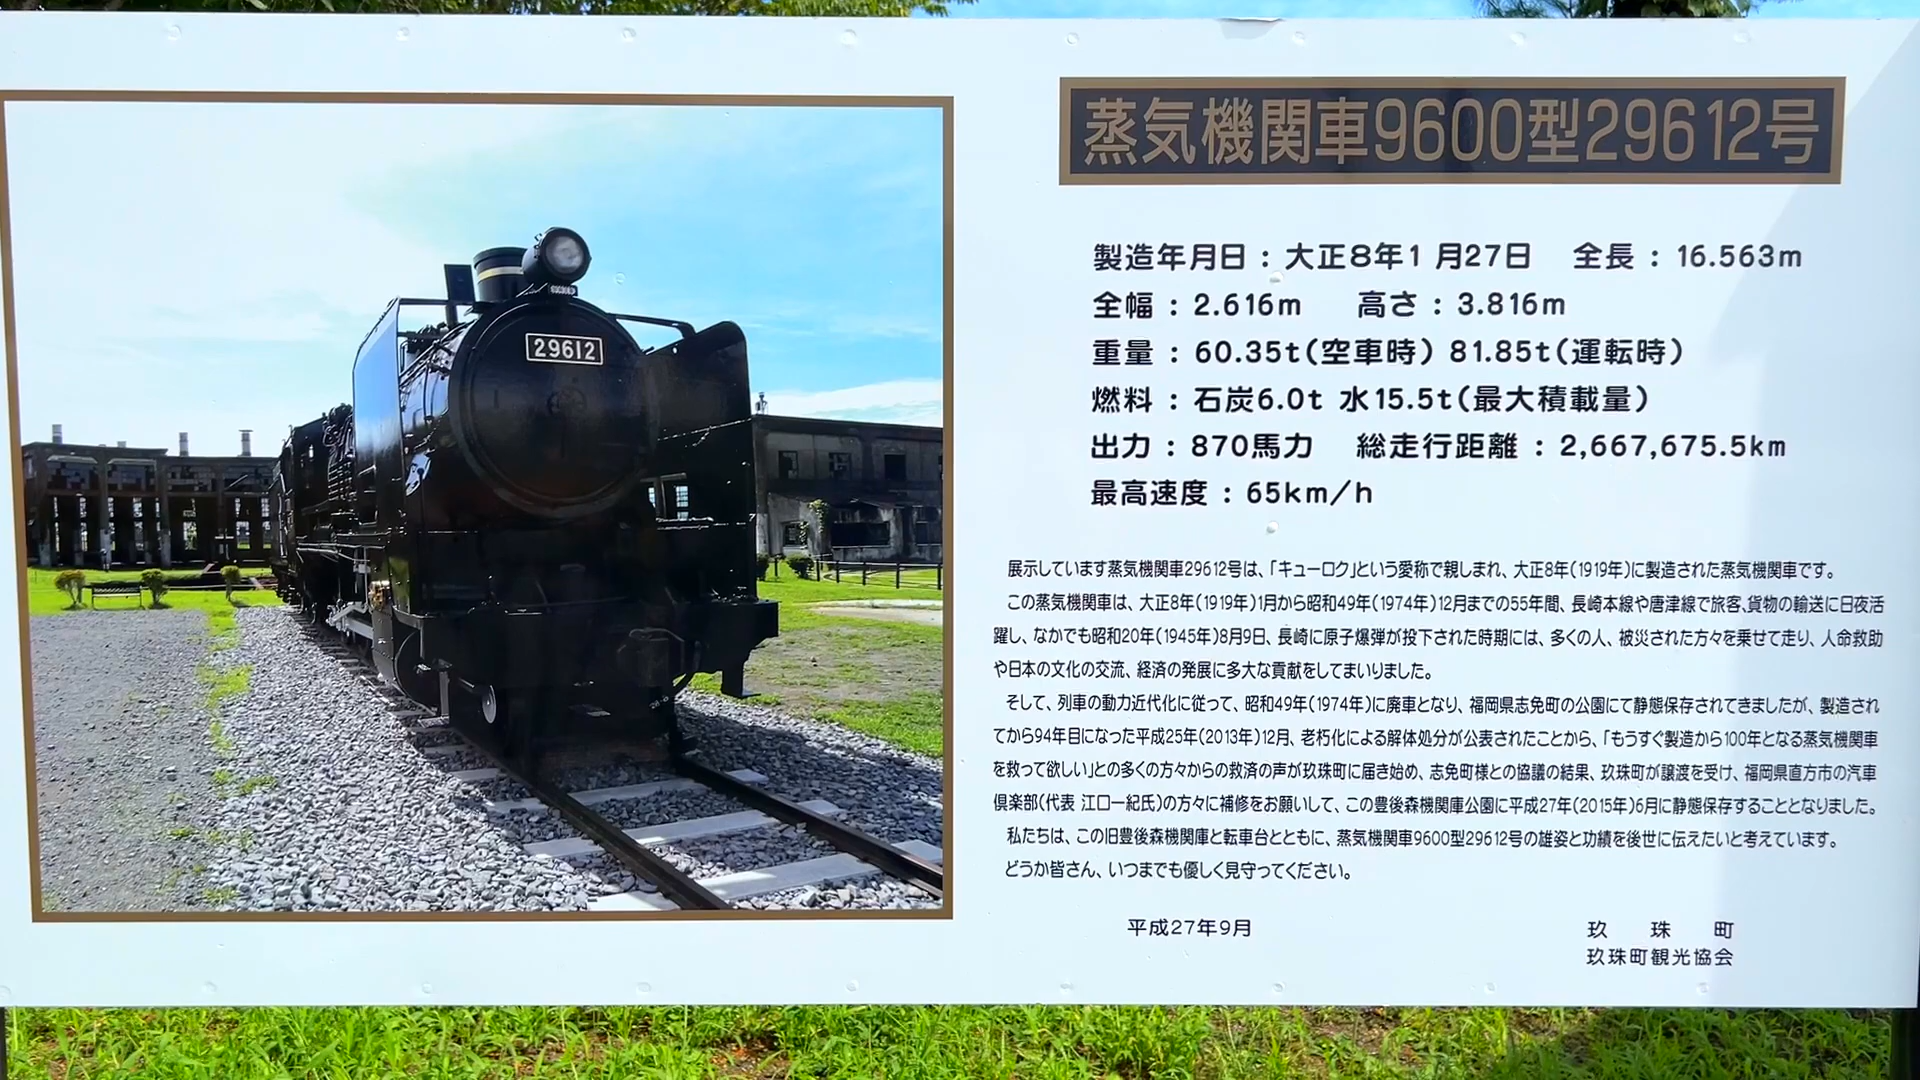 29612
蒸気機関車9600型29612号
製造年月日：大正8年1月27日　全長：16.563m
全幅：2.616m　高さ：3.816m
重量：60.35t(空車時) 81.85t(運転時)
燃料：石炭6.0t 水15.5t(最大積載量)
出力：870馬力　総走行距離：2,667,675.5km
最高速度：65km/h
展示しています蒸気機関車29612号は、「キューロク」という愛称で親しまれ、大正8年(1919年)に製造された蒸気機関車です。
この蒸気機関車は、大正8年(1919年)1月から昭和49年(1974年)12月までの55年間、長崎本線や唐津線で旅客、貨物の輸送に日夜活
躍し、なかでも昭和20年(1945年)8月9日、長崎に原子爆弾が投下された時期には、多くの人、被災された方々を乗せて走り、人命救助
や日本の文化の交流、経済の発展に多大な貢献をしてまいりました。
そして、列車の動力近代化に従って、昭和49年(1974年)に廃車となり、福岡県志免町の公園にて静態保存されてきましたが、製造され
てから94年目になった平成25年(2013年)12月、老朽化による解体処分が公表されたことから、「もうすぐ製造から100年となる蒸気機関車
を救って欲しい」との多くの方々からの救済の声が玖珠町に届き始め、志免町様との協議の結果、玖珠町が譲渡を受け、福岡県直方市の汽車
倶楽部(代表 江口一紀氏)の方々に補修をお願いして、この豊後森機関庫公園に平成27年(2015年)6月に静態保存することとなりました。
私たちは、この旧豊後森機関庫と転車台とともに、蒸気機関車9600型29612号の雄姿と功績を後世に伝えたいと考えています。
どうか皆さん、いつまでも優しく見守ってください。
平成27年9月
玖　珠　町
玖珠町観光協会